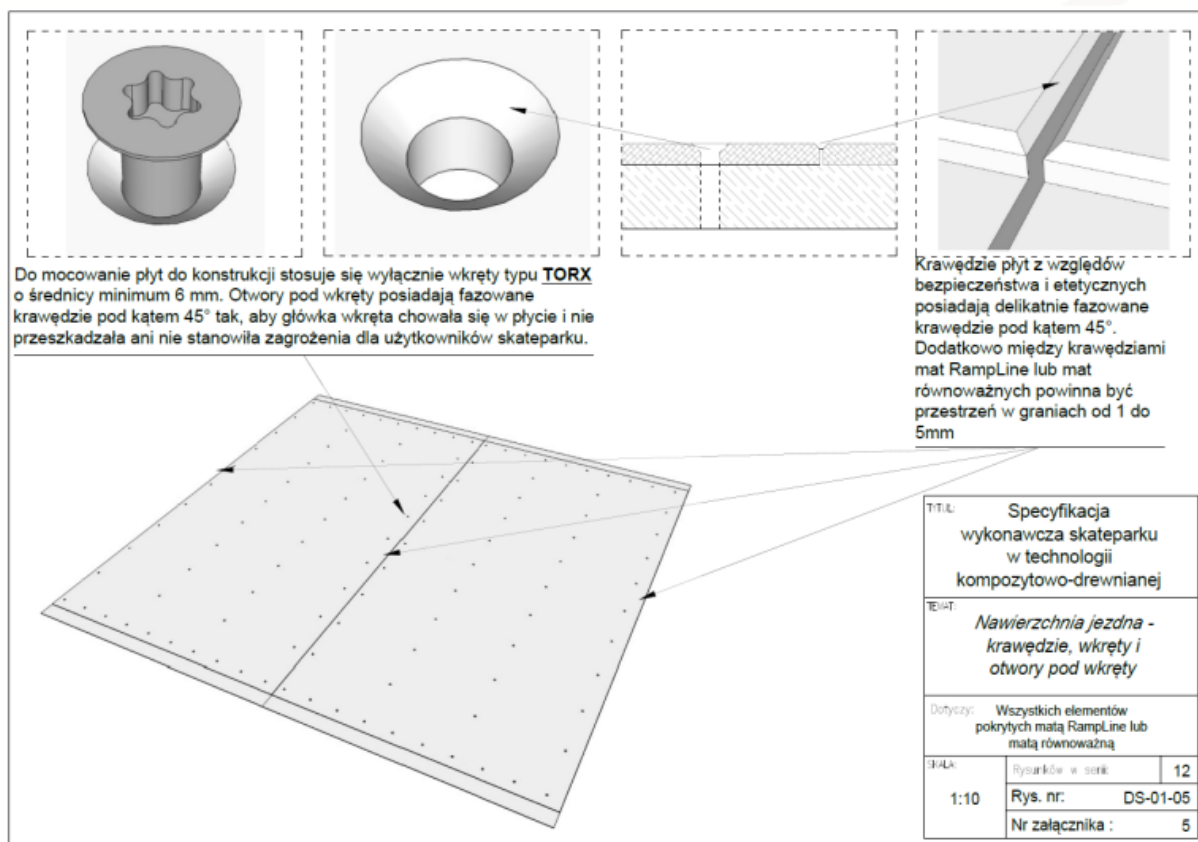 Do mocowanie płyt do konstrukcji stosuje się wyłącznie wkręty typu TORX
o średnicy minimum 6 mm. Otwory pod wkręty posiadają fazowane
krawędzie pod kątem 45° tak, aby główka wkręta chowała się w płycie i nie
przeszkadzała ani nie stanowiła zagrożenia dla użytkowników skateparku.
Krawędzie płyt z względów
bezpieczeństwa i etetycznych
posiadają delikatnie fazowane
krawędzie pod kątem 45°.
Dodatkowo między krawędziami
mat RampLine lub mat
równoważnych powinna być
przestrzeń w graniach od 1 do
5mm
TYTUŁ:
Specyfikacja
wykonawcza skateparku
w technologii
kompozytowo-drewnianej
TEMAT:
Nawierzchnia jezdna -
krawędzie, wkręty i
otwory pod wkręty
Dotyczy: Wszystkich elementów
pokrytych matą RampLine lub
matą równoważną
SKALA:
1:10
Rysunków w serii: 12
Rys. nr: DS-01-05
Nr załącznika : 5